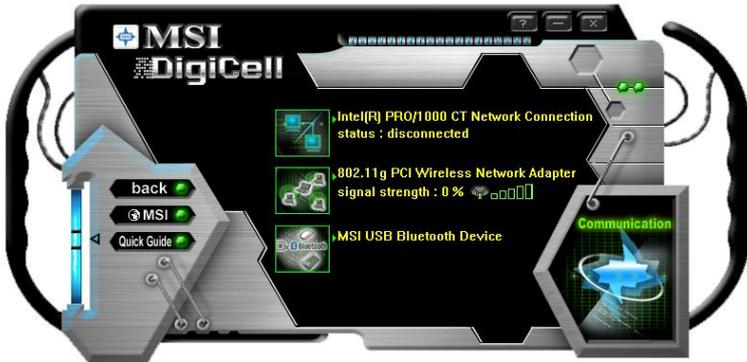 ? – X
MSI
DigiCell
Intel(R) PRO/1000 CT Network Connection
status : disconnected
802.11g PCI Wireless Network Adapter
signal strength : 0 %
back
MSI
Quick Guide
Bluetooth
MSI USB Bluetooth Device
Communication